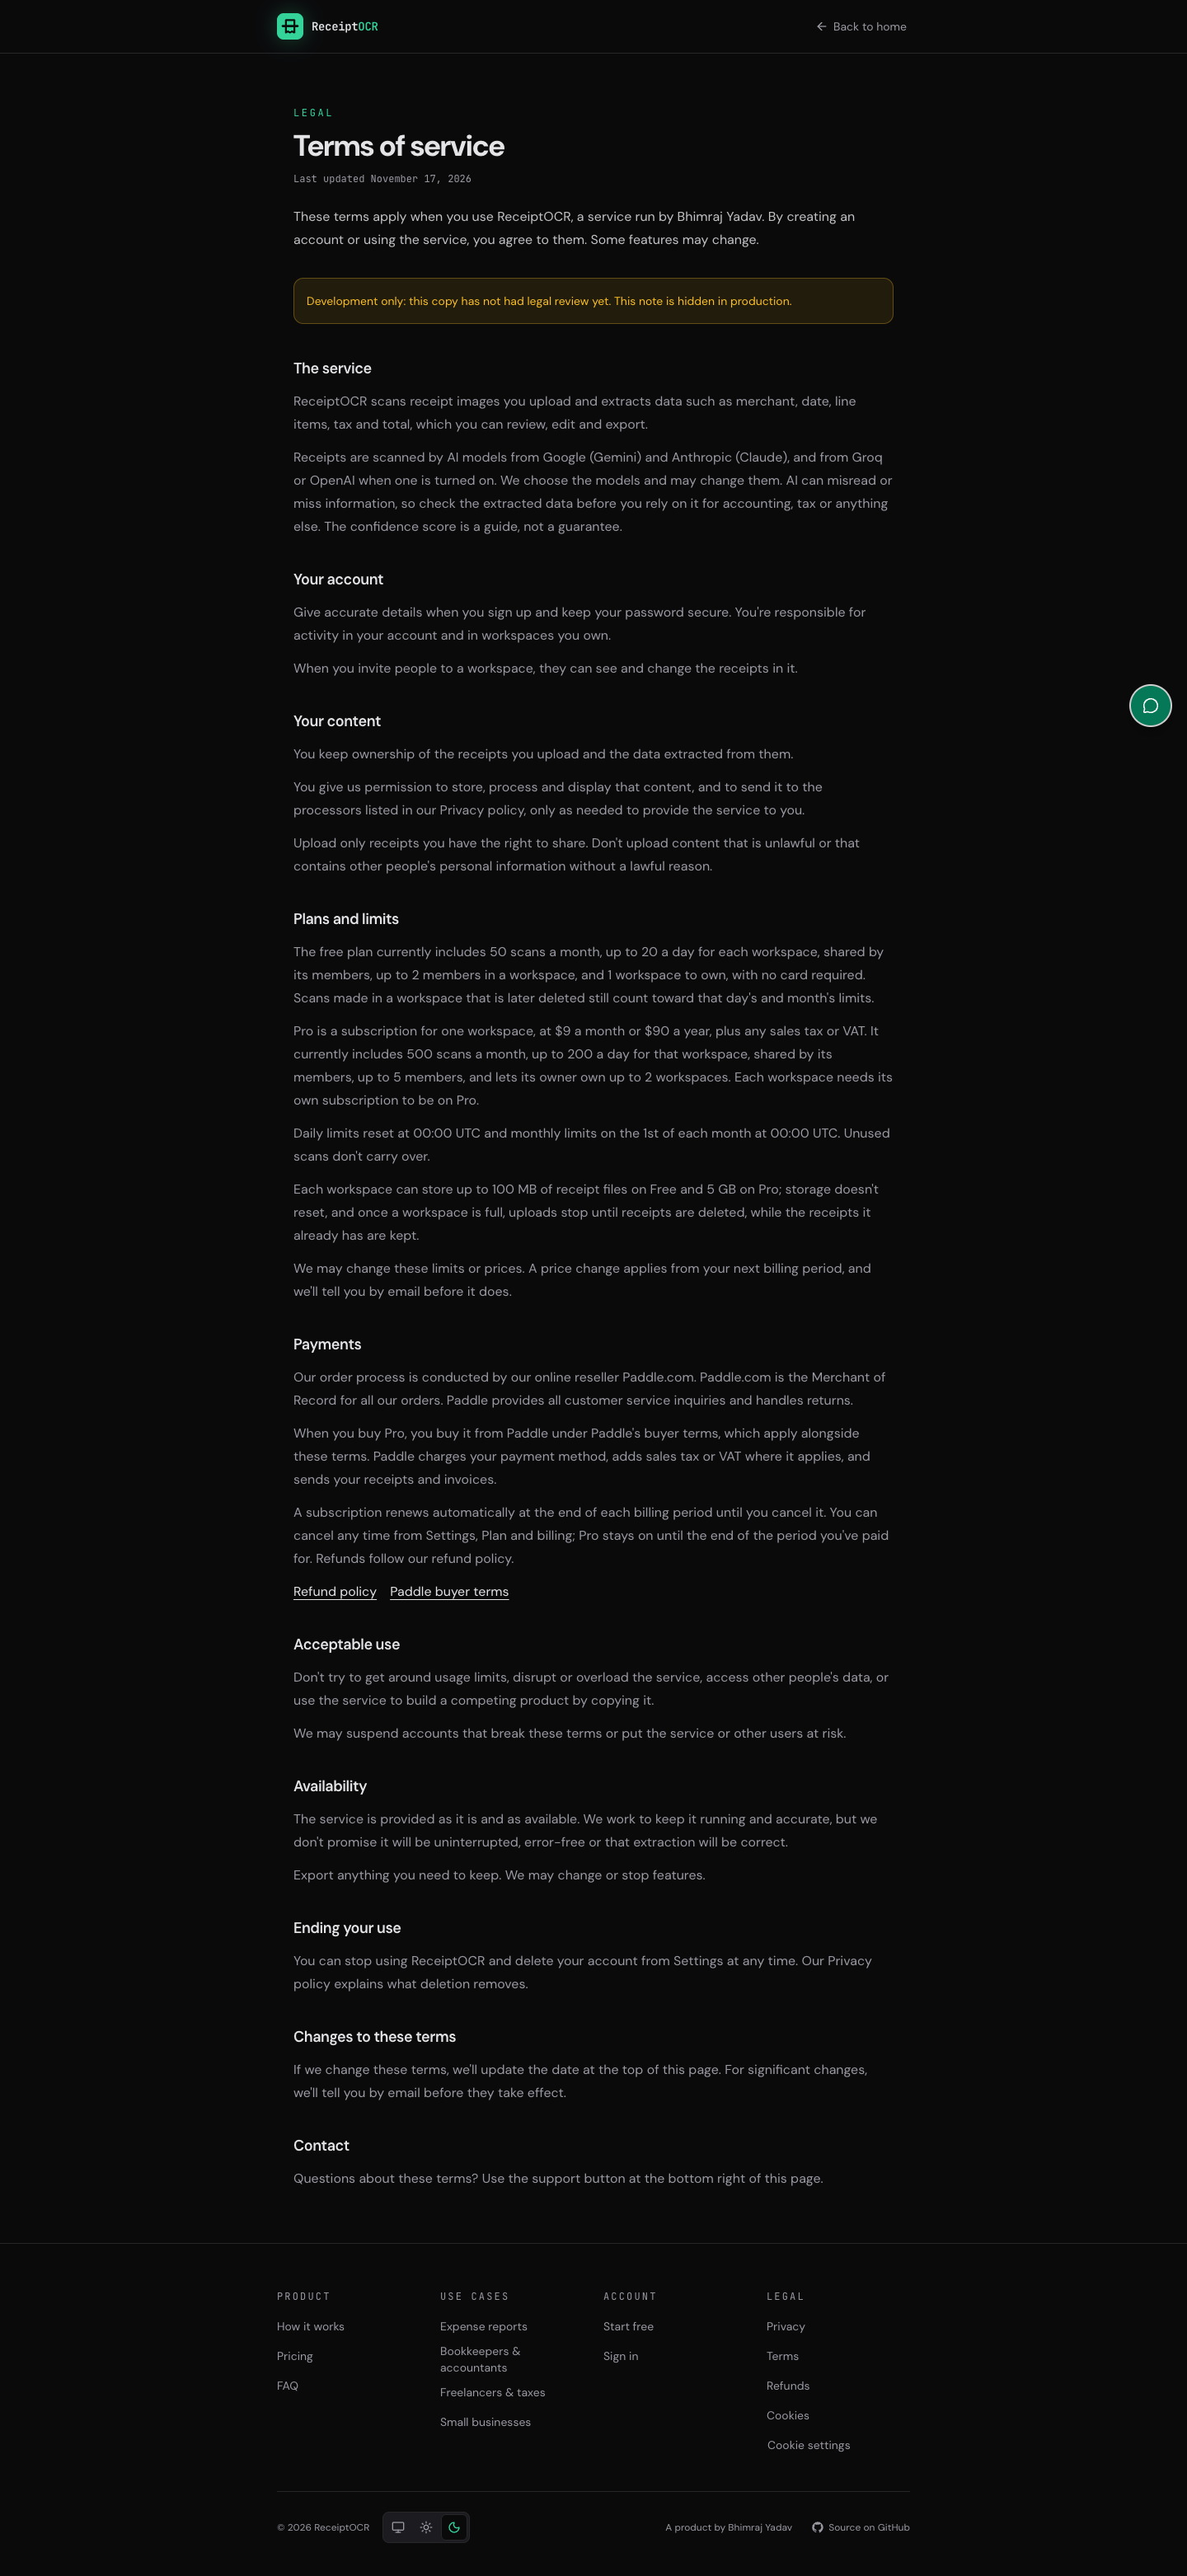 ReceiptOCR
Back to home
LEGAL
Terms of service
Last updated November 17, 2026
These terms apply when you use ReceiptOCR, a service run by Bhimraj Yadav. By creating an
account or using the service, you agree to them. Some features may change.
Development only: this copy has not had legal review yet. This note is hidden in production.
The service
ReceiptOCR scans receipt images you upload and extracts data such as merchant, date, line
items, tax and total, which you can review, edit and export.
Receipts are scanned by AI models from Google (Gemini) and Anthropic (Claude), and from Groq
or OpenAI when one is turned on. We choose the models and may change them. AI can misread or
miss information, so check the extracted data before you rely on it for accounting, tax or anything
else. The confidence score is a guide, not a guarantee.
Your account
Give accurate details when you sign up and keep your password secure. You're responsible for
activity in your account and in workspaces you own.
When you invite people to a workspace, they can see and change the receipts in it.
Your content
You keep ownership of the receipts you upload and the data extracted from them.
You give us permission to store, process and display that content, and to send it to the
processors listed in our Privacy policy, only as needed to provide the service to you.
Upload only receipts you have the right to share. Don't upload content that is unlawful or that
contains other people's personal information without a lawful reason.
Plans and limits
The free plan currently includes 50 scans a month, up to 20 a day for each workspace, shared by
its members, up to 2 members in a workspace, and 1 workspace to own, with no card required.
Scans made in a workspace that is later deleted still count toward that day's and month's limits.
Pro is a subscription for one workspace, at $9 a month or $90 a year, plus any sales tax or VAT. It
currently includes 500 scans a month, up to 200 a day for that workspace, shared by its
members, up to 5 members, and lets its owner own up to 2 workspaces. Each workspace needs its
own subscription to be on Pro.
Daily limits reset at 00:00 UTC and monthly limits on the 1st of each month at 00:00 UTC. Unused
scans don't carry over.
Each workspace can store up to 100 MB of receipt files on Free and 5 GB on Pro; storage doesn't
reset, and once a workspace is full, uploads stop until receipts are deleted, while the receipts it
already has are kept.
We may change these limits or prices. A price change applies from your next billing period, and
we'll tell you by email before it does.
Payments
Our order process is conducted by our online reseller Paddle.com. Paddle.com is the Merchant of
Record for all our orders. Paddle provides all customer service inquiries and handles returns.
When you buy Pro, you buy it from Paddle under Paddle's buyer terms, which apply alongside
these terms. Paddle charges your payment method, adds sales tax or VAT where it applies, and
sends your receipts and invoices.
A subscription renews automatically at the end of each billing period until you cancel it. You can
cancel any time from Settings, Plan and billing; Pro stays on until the end of the period you've paid
for. Refunds follow our refund policy.
Refund policy Paddle buyer terms
Acceptable use
Don't try to get around usage limits, disrupt or overload the service, access other people's data, or
use the service to build a competing product by copying it.
We may suspend accounts that break these terms or put the service or other users at risk.
Availability
The service is provided as it is and as available. We work to keep it running and accurate, but we
don't promise it will be uninterrupted, error-free or that extraction will be correct.
Export anything you need to keep. We may change or stop features.
Ending your use
You can stop using ReceiptOCR and delete your account from Settings at any time. Our Privacy
policy explains what deletion removes.
Changes to these terms
If we change these terms, we'll update the date at the top of this page. For significant changes,
we'll tell you by email before they take effect.
Contact
Questions about these terms? Use the support button at the bottom right of this page.
PRODUCT
How it works
Pricing
FAQ
USE CASES
Expense reports
Bookkeepers &
accountants
Freelancers & taxes
Small businesses
ACCOUNT
Start free
Sign in
LEGAL
Privacy
Terms
Refunds
Cookies
Cookie settings
© 2026 ReceiptOCR
A product by Bhimraj Yadav
Source on GitHub